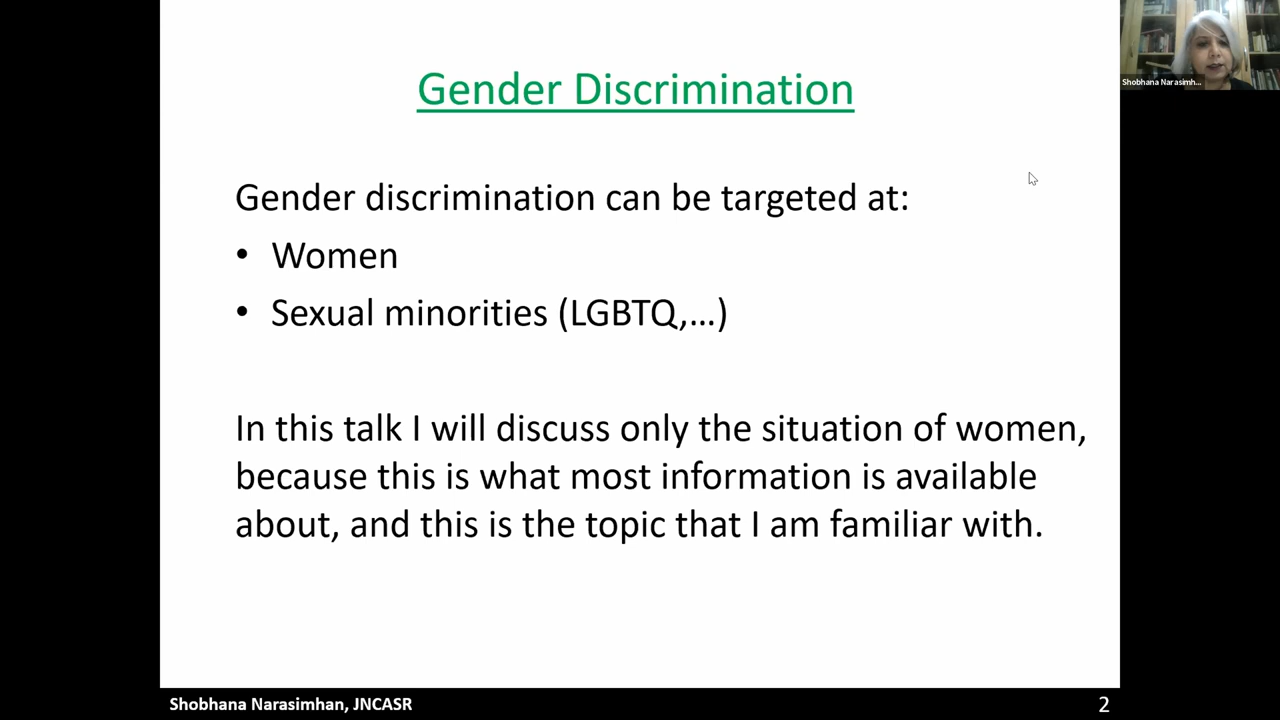 Gender Discrimination
Shobhana Narasimh...
Gender discrimination can be targeted at:
• Women
• Sexual minorities (LGBTQ,...)
In this talk I will discuss only the situation of women,
because this is what most information is available
about, and this is the topic that I am familiar with.
Shobhana Narasimhan, JNCASR
2